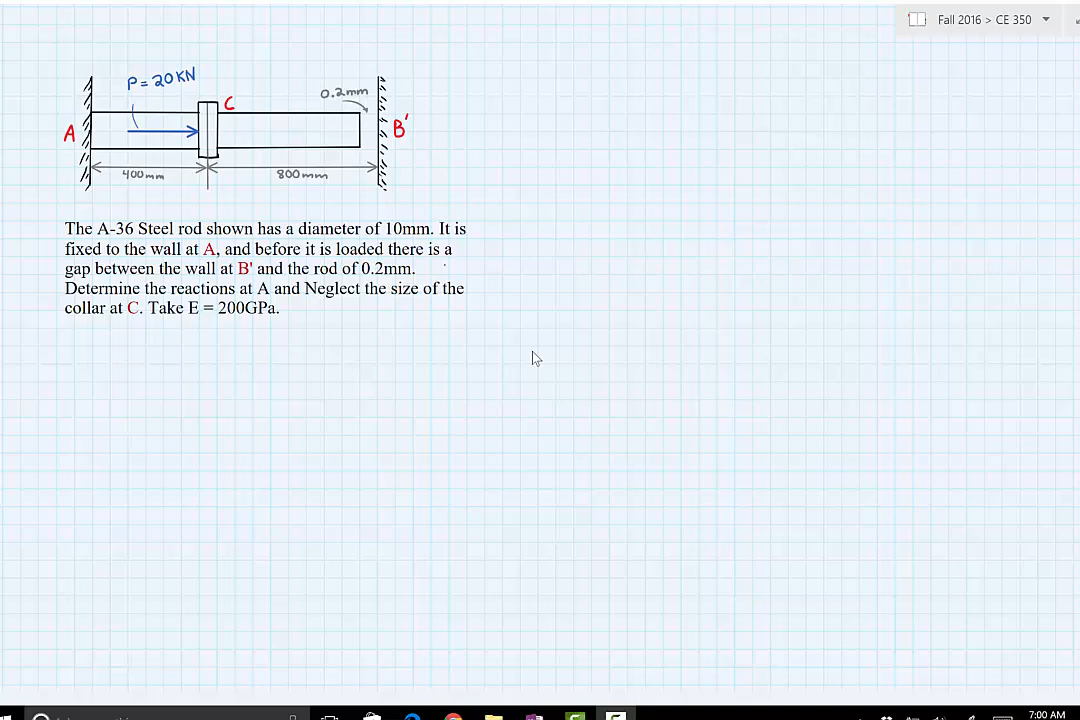 Fall 2016 > CE 350
P = 20KN
C
0.2mm
A
B'
400mm
800mm
The A-36 Steel rod shown has a diameter of 10mm. It is
fixed to the wall at A, and before it is loaded there is a
gap between the wall at B' and the rod of 0.2mm.
Determine the reactions at A and Neglect the size of the
collar at C. Take E = 200GPa.
7:00 AM